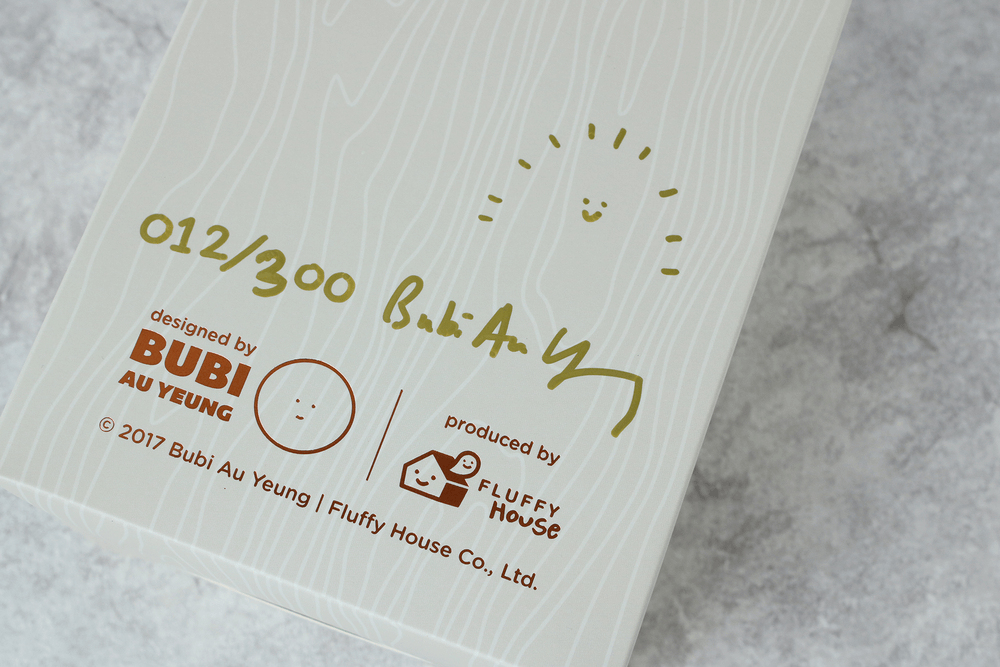 012/300
Bubi Au Y
designed by
BUBI
AU YEUNG
produced by
FLUFFY
House
© 2017 Bubi Au Yeung | Fluffy House Co., Ltd.